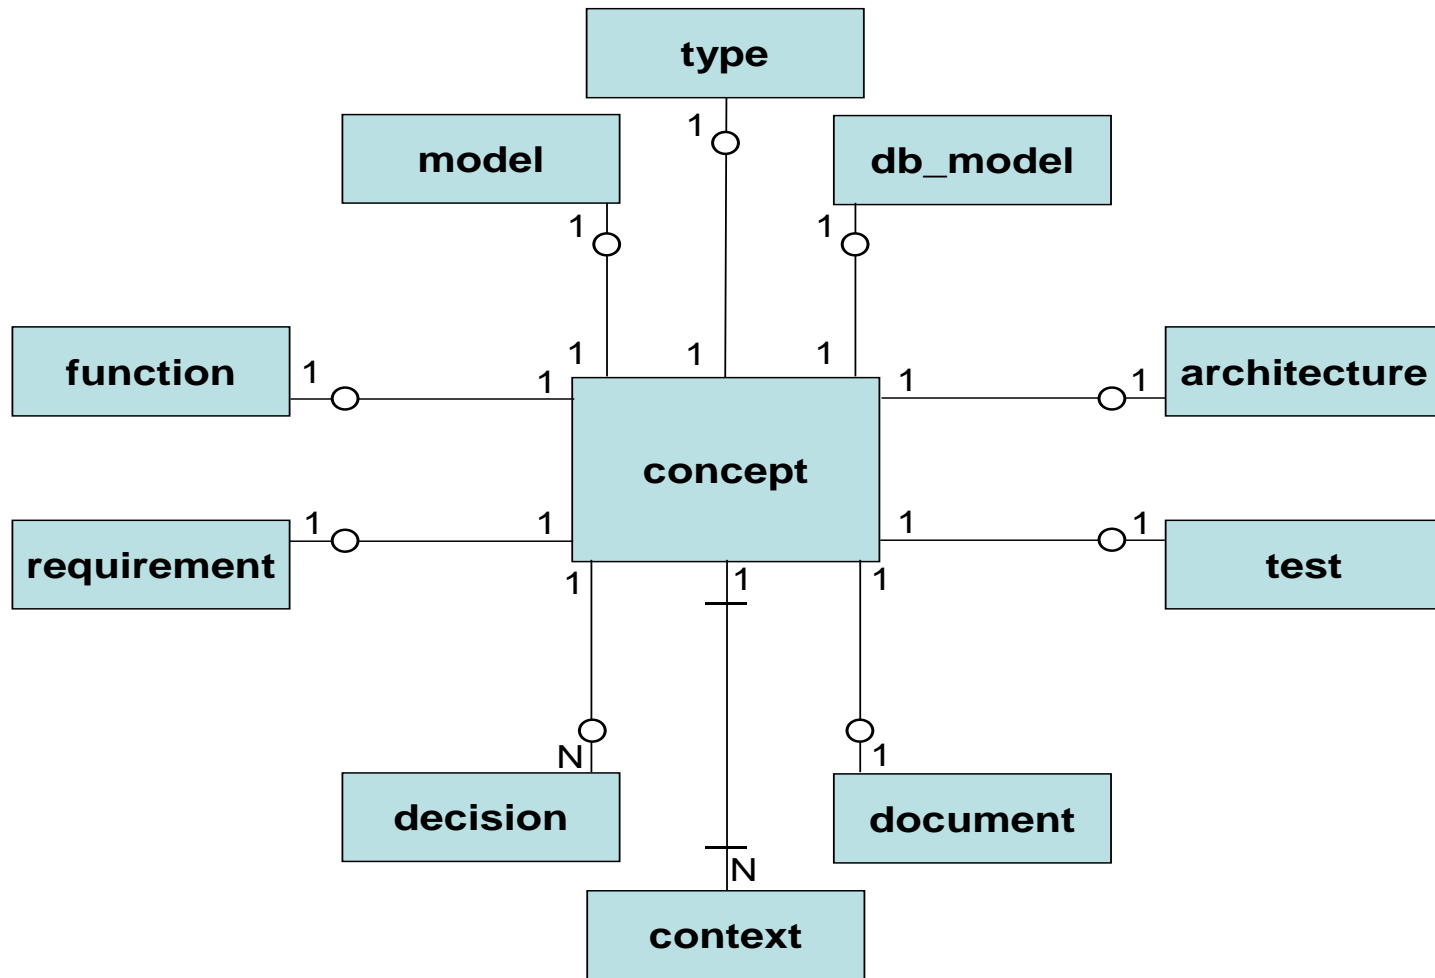 type
1
model
db_model
1
1
function
1
1
1
1
1
1
1
architecture
concept
requirement
1
1
1
1
test
1
1
1
N
1
decision
document
N
context